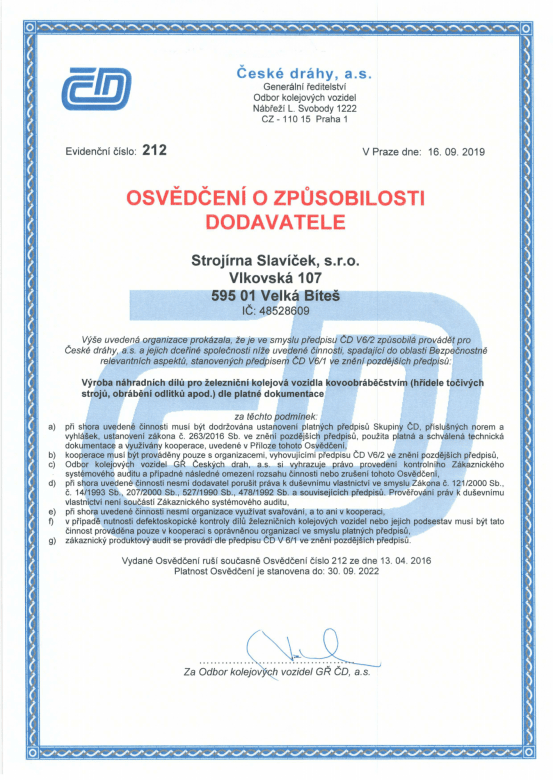 ČD
České dráhy, a.s.
Generální ředitelství
Odbor kolejových vozidel
Nábřeží L. Svobody 1222
CZ - 110 15 Praha 1
Evidenční číslo: 212
V Praze dne: 16. 09. 2019
OSVĚDČENÍ O ZPŮSOBILOSTI
DODAVATELE
Strojírna Slavíček, s.r.o.
Vlkovská 107
595 01 Velká Bíteš
IČ: 48528609
Výše uvedená organizace prokázala, že je ve smyslu předpisu ČD V6/2 způsobilá provádět pro
České dráhy, a.s. a jejich dceřiné společnosti níže uvedené činnosti, spadající do oblasti Bezpečnostně
relevantních aspektů, stanovených předpisem ČD V6/1 ve znění pozdějších předpisů:
Výroba náhradních dílů pro železniční kolejová vozidla kovoobráběčstvím (hřídele točivých
strojů, obrábění odlitků apod.) dle platné dokumentace
za těchto podmínek:
a) při shora uvedené činnosti musí být dodržována ustanovení platných předpisů Skupiny ČD, příslušných norem a
vyhlášek, ustanovení zákona č. 263/2016 Sb. ve znění pozdějších předpisů, použita platná a schválená technická
dokumentace a využívány kooperace, uvedené v Příloze tohoto Osvědčení,
b) kooperace musí být prováděny pouze s organizacemi, vyhovujícími předpisu ČD V6/2 ve znění pozdějších předpisů,
c) Odbor kolejových vozidel GŘ Českých drah, a.s. si vyhrazuje právo provedení kontrolního Zákaznického
systémového auditu a případně následné omezení rozsahu činnosti nebo zrušení tohoto Osvědčení,
d) při shora uvedené činnosti nesmí dodavatel porušit práva k duševnímu vlastnictví ve smyslu Zákona č. 121/2000 Sb.,
č. 14/1993 Sb., 207/2000 Sb., 527/1990 Sb., 478/1992 Sb. a souvisejících předpisů. Prověřování práv k duševnímu
vlastnictví není součástí Zákaznického systémového auditu,
e) při shora uvedené činnosti nesmí organizace využívat svařování, a to ani v kooperaci,
f) v případě nutnosti defektoskopické kontroly dílů železničních kolejových vozidel nebo jejich podsestav musí být tato
činnost prováděna pouze v kooperaci s oprávněnou organizací ve smyslu platných předpisů,
g) zákaznický produktový audit se provádí dle předpisu ČD V 6/1 ve znění pozdějších předpisů.
Vydané Osvědčení ruší současně Osvědčení číslo 212 ze dne 13. 04. 2016
Platnost Osvědčení je stanovena do: 30. 09. 2022
Za Odbor kolejových vozidel GŘ ČD, a.s.